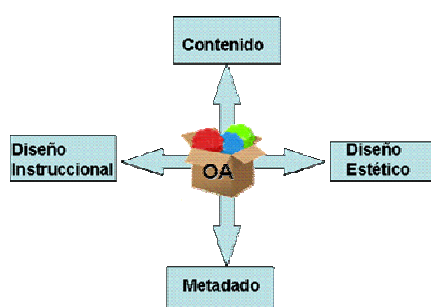 Contenido
Diseño
Instruccional
OA
Diseño
Estético
Metadado